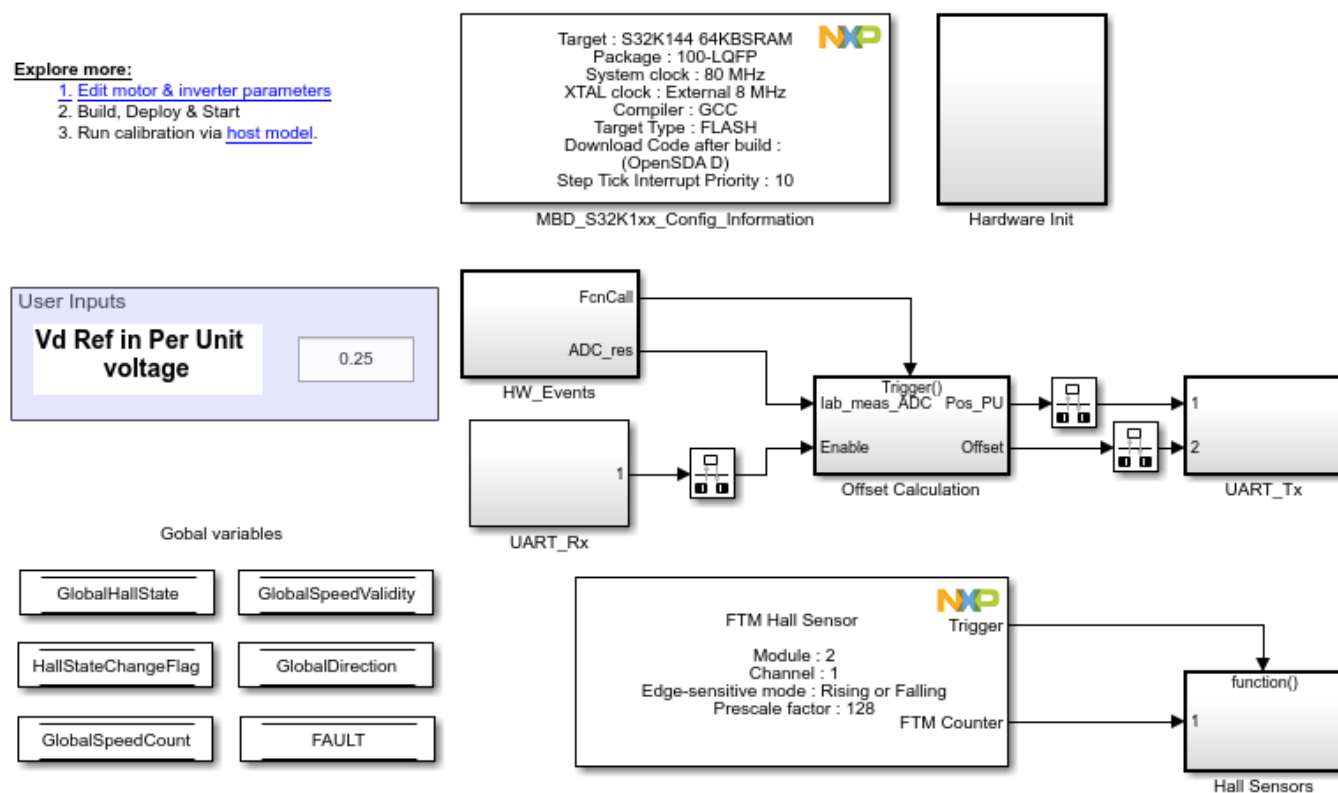 Explore more:
1. Edit motor & inverter parameters
2. Build, Deploy & Start
3. Run calibration via host model.
NXP
Target : S32K144 64KBSRAM
Package : 100-LQFP
System clock : 80 MHz
XTAL clock : External 8 MHz
Compiler : GCC
Target Type : FLASH
Download Code after build :
(OpenSDA D)
Step Tick Interrupt Priority : 10
MBD_S32K1xx_Config_Information
Hardware Init
User Inputs
Vd Ref in Per Unit
voltage
0.25
FcnCall
ADC_res
HW_Events
Trigger()
Iab_meas_ADC
Pos_PU
Enable
Offset
Offset Calculation
1
UART_Rx
1
2
UART_Tx
Gobal variables
GlobalHallState
GlobalSpeedValidity
HallStateChangeFlag
GlobalDirection
GlobalSpeedCount
FAULT
NXP
FTM Hall Sensor
Trigger
Module : 2
Channel : 1
Edge-sensitive mode : Rising or Falling
Prescale factor : 128
FTM Counter
function()
1
Hall Sensors